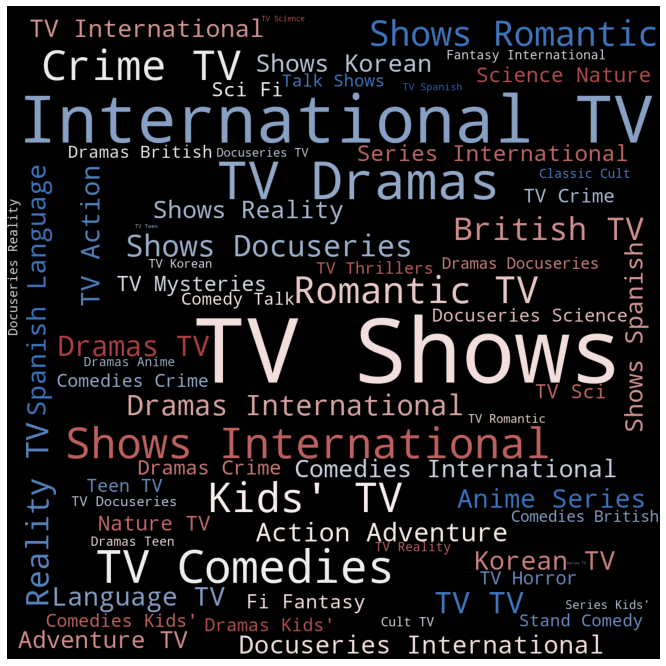 TV International
TV Science
Shows Romantic
Crime TV
Shows Korean
Fantasy International
Talk Shows
Science Nature
Sci Fi
TV Spanish
International TV
Dramas British
Docuseries TV
Series International
TV Dramas
Classic Cult
TV Crime
Docuseries Reality
Spanish Language
TV Action
Shows Reality
TV Teen
British TV
Shows Docuseries
TV Korean
TV Thrillers
Dramas Docuseries
TV Mysteries
Comedy Talk
Romantic TV
Shows Spanish
Docuseries Science
TV Shows
Dramas TV
Dramas Anime
Comedies Crime
TV Sci
Dramas International
TV Romantic
Shows International
Reality TV
Dramas Crime
Comedies International
Teen TV
TV Docuseries
Kids' TV
Anime Series
Comedies British
Nature TV
Action Adventure
Dramas Teen
TV Reality
TV Comedies
Korean TV
Series TV
TV Horror
Language TV
Fi Fantasy
TV TV
Series Kids'
Comedies Kids'
Dramas Kids'
Cult TV
Stand Comedy
Adventure TV
Docuseries International